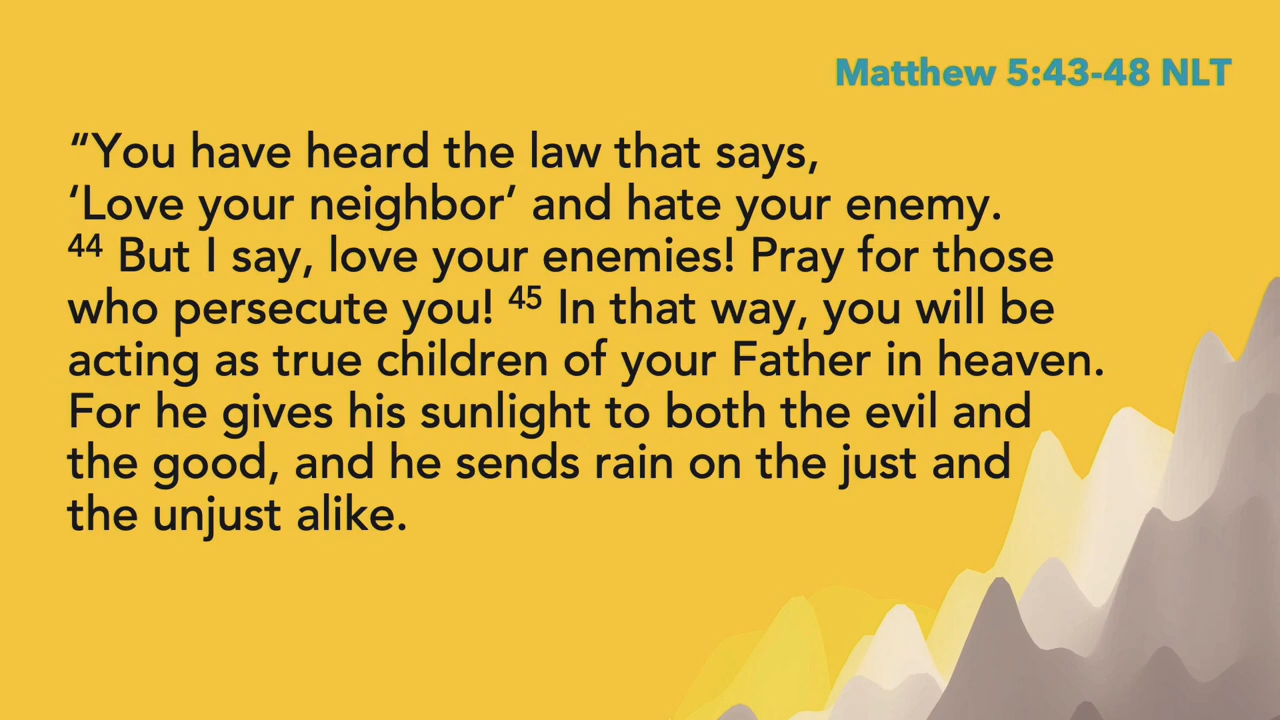 Matthew 5:43-48 NLT
“You have heard the law that says,
‘Love your neighbor’ and hate your enemy.
44 But I say, love your enemies! Pray for those
who persecute you! 45 In that way, you will be
acting as true children of your Father in heaven.
For he gives his sunlight to both the evil and
the good, and he sends rain on the just and
the unjust alike.